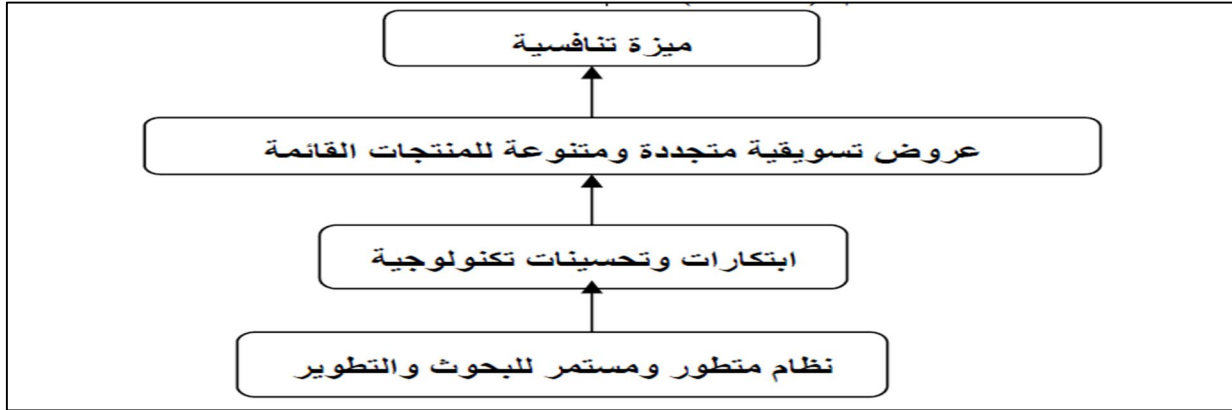 ميزة تنافسية
عروض تسويقية متجددة ومتنوعة للمنتجات القائمة
ابتكارات وتحسينات تكنولوجية
نظام متطور ومستمر للبحوث والتطوير